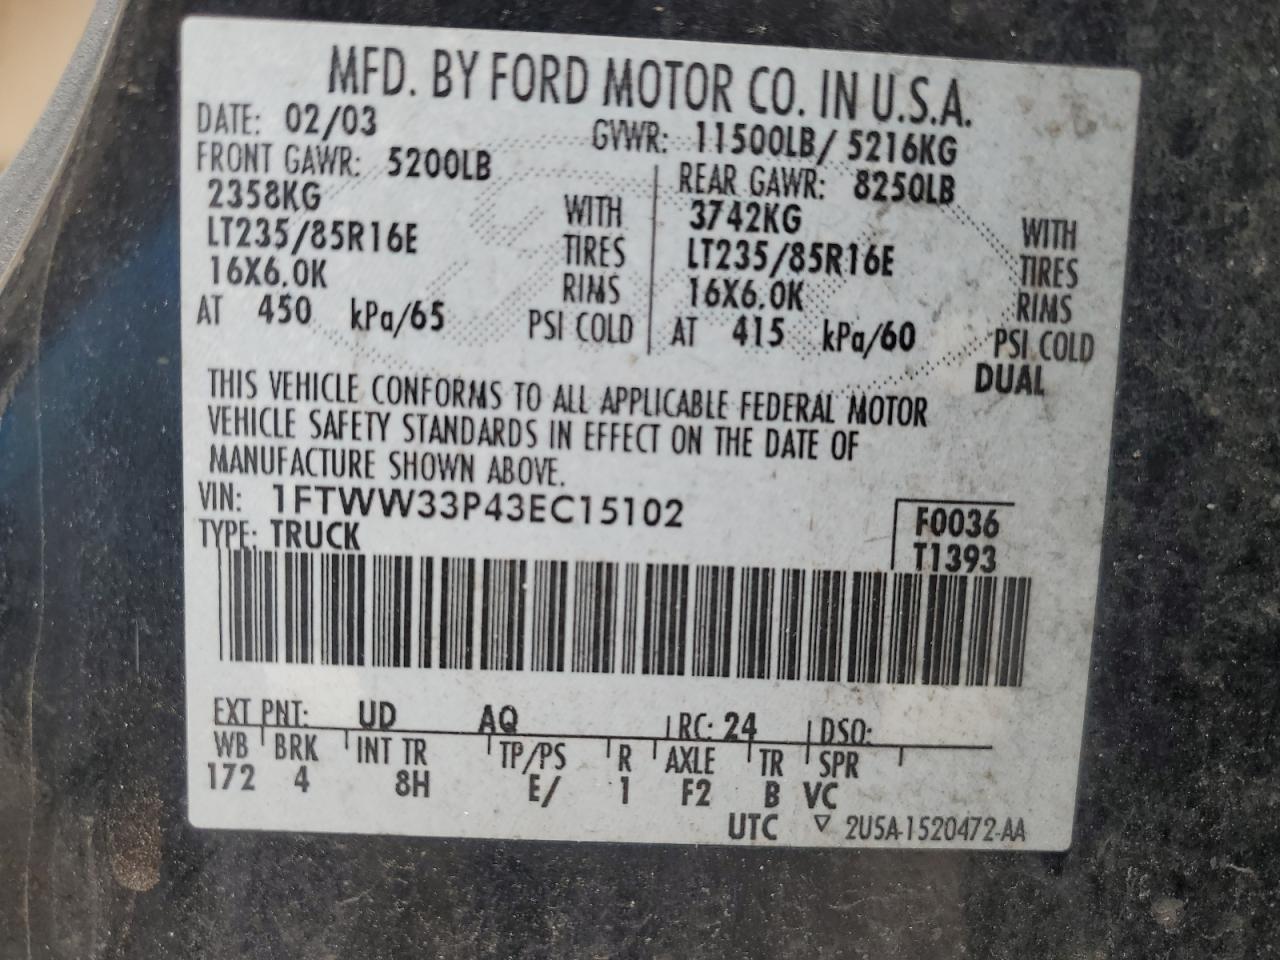 MFD. BY FORD MOTOR CO. IN U.S.A.
DATE: 02/03 GVWR: 11500LB/ 5216KG
FRONT GAWR: 5200LB REAR GAWR: 8250LB
2358KG WITH 3742KG WITH
LT235/85R16E TIRES LT235/85R16E TIRES
16X6.0K RIMS 16X6.0K RIMS
AT 450 kPa/65 PSI COLD AT 415 kPa/60 PSI COLD
DUAL
THIS VEHICLE CONFORMS TO ALL APPLICABLE FEDERAL MOTOR
VEHICLE SAFETY STANDARDS IN EFFECT ON THE DATE OF
MANUFACTURE SHOWN ABOVE.
VIN: 1FTWW33P43EC15102 F0036
TYPE: TRUCK T1393
EXT PNT: UD AQ RC: 24 DSO:
WB BRK INT TR TP/PS R AXLE TR SPR
172 4 8H E/ 1 F2 B VC
UTC ▽ 2U5A-1520472-AA